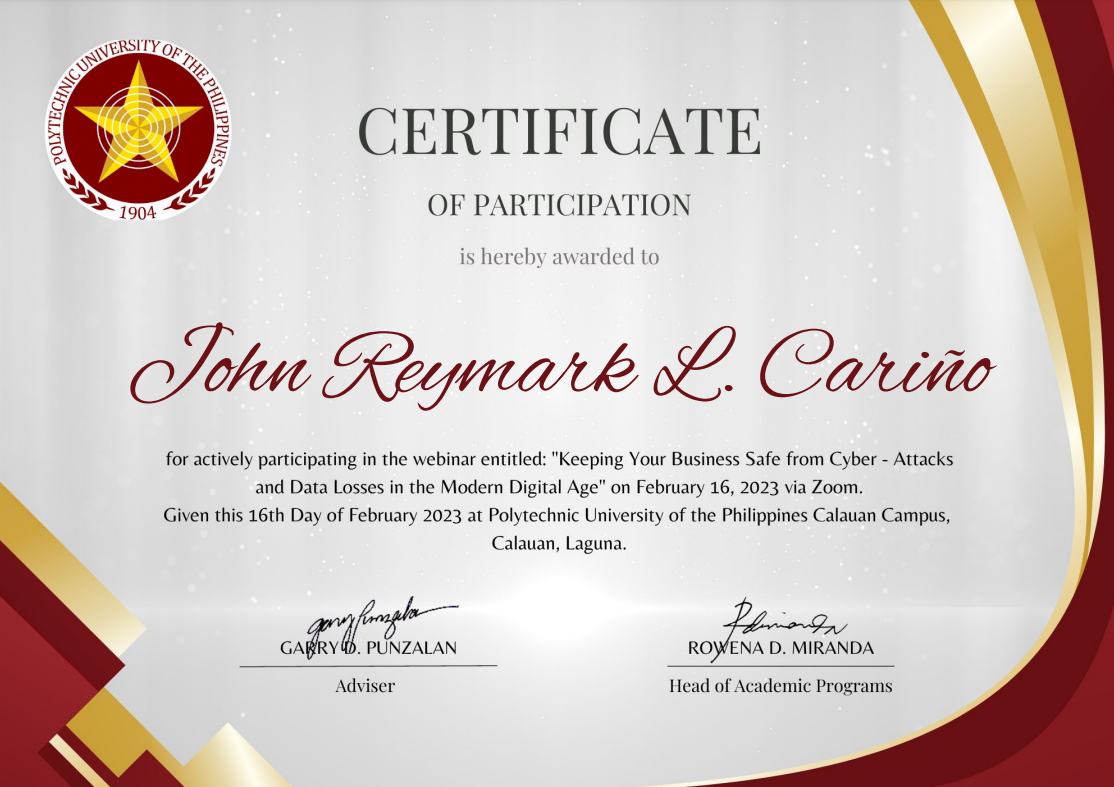 POLYTECHNIC UNIVERSITY OF THE PHILIPPINES
1904
CERTIFICATE
OF PARTICIPATION
is hereby awarded to
John Reymark L. Cariño
for actively participating in the webinar entitled: "Keeping Your Business Safe from Cyber - Attacks
and Data Losses in the Modern Digital Age" on February 16, 2023 via Zoom.
Given this 16th Day of February 2023 at Polytechnic University of the Philippines Calauan Campus,
Calauan, Laguna.
GARRY D. PUNZALAN
Adviser
ROWENA D. MIRANDA
Head of Academic Programs